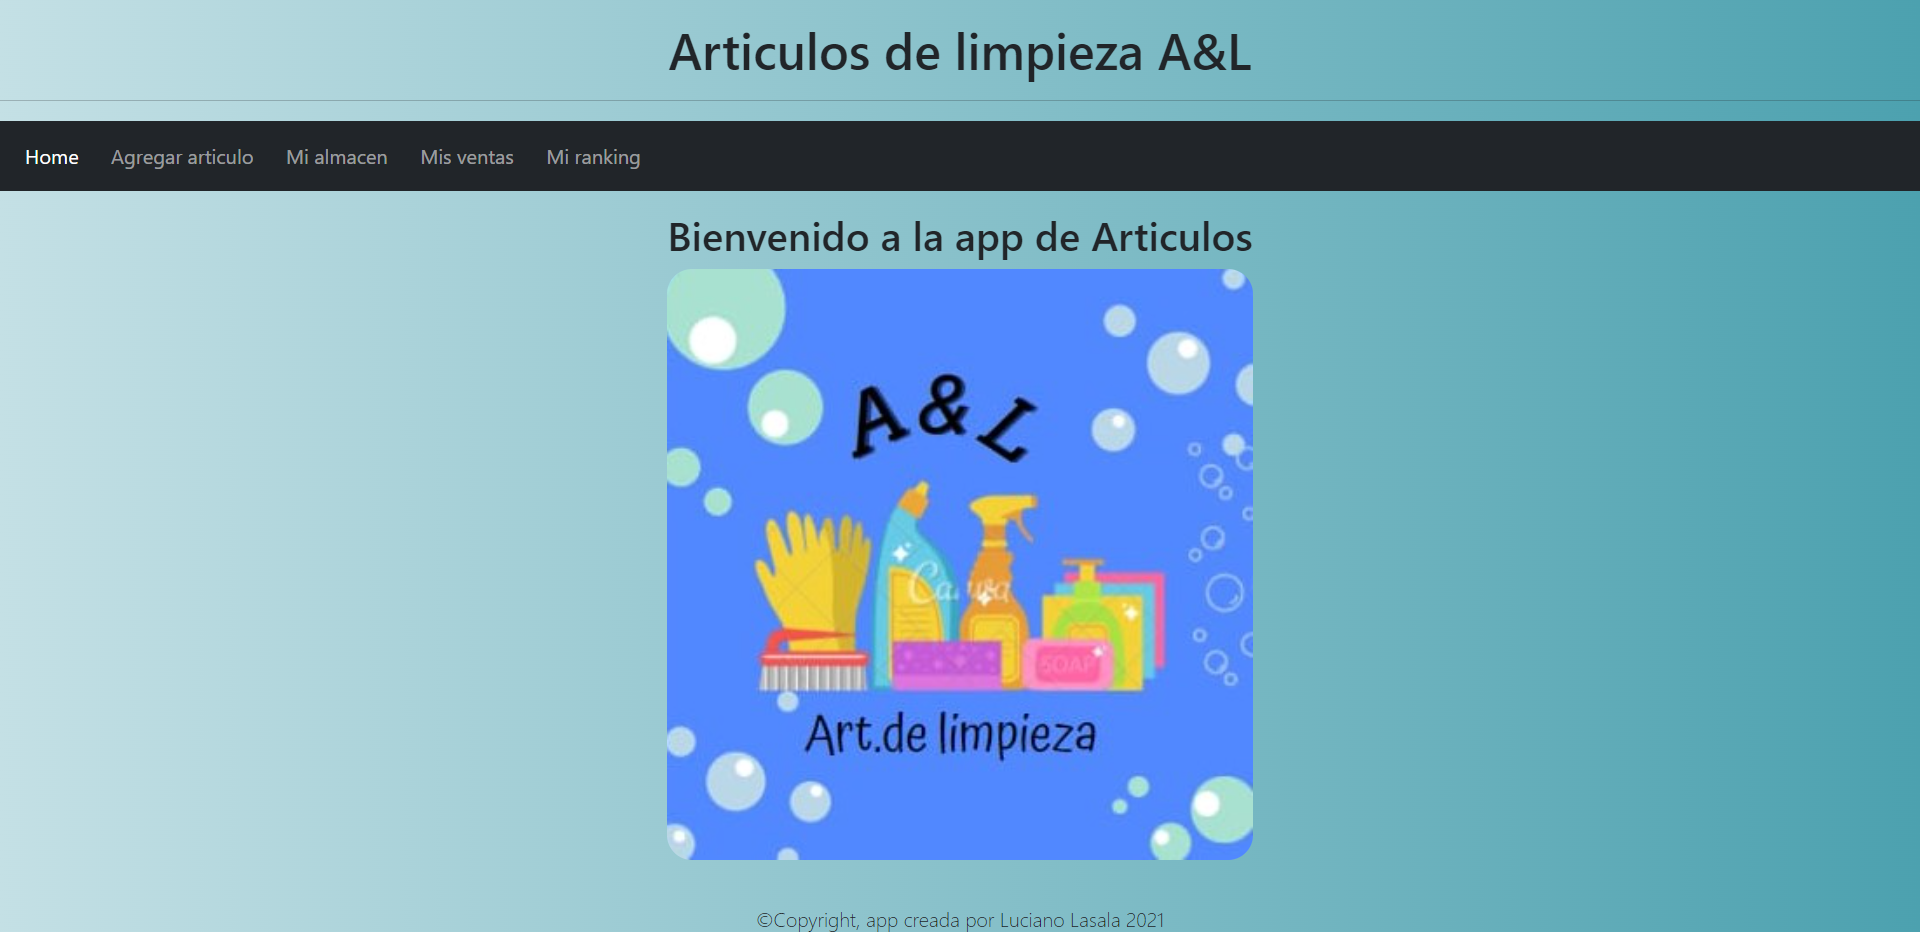 Articulos de limpieza A&L
Home Agregar articulo Mi almacen Mis ventas Mi ranking
Bienvenido a la app de Articulos
A&L
Canva
SOAP
Art.de limpieza
©Copyright, app creada por Luciano Lasala 2021